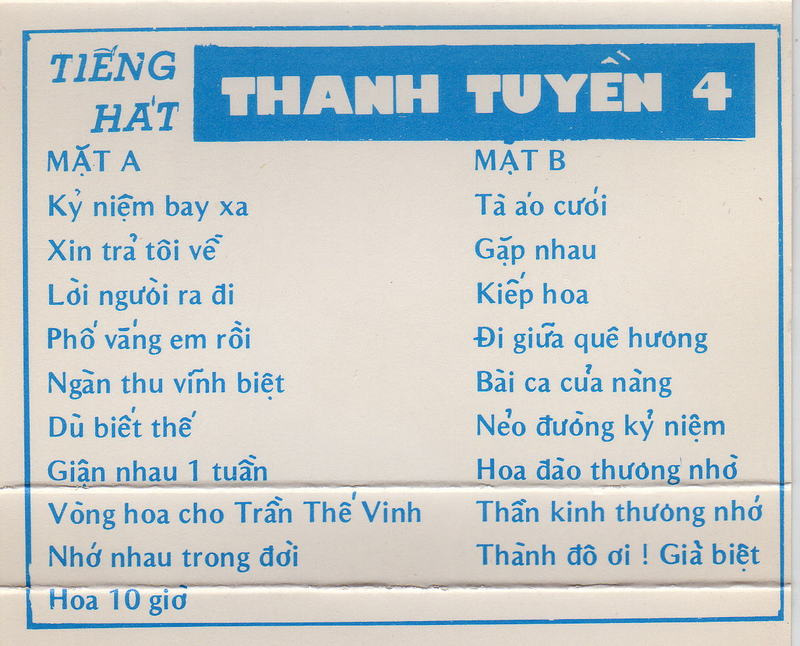 TIẾNG HÁT
THANH TUYỀN 4
MẶT A
Kỷ niệm bay xa
Xin trả tôi về
Lời người ra đi
Phố vắng em rồi
Ngàn thu vĩnh biệt
Dù biết thế
Giận nhau 1 tuần
Vòng hoa cho Trần Thế Vinh
Nhớ nhau trong đời
Hoa 10 giờ
MẶT B
Tà áo cưới
Gặp nhau
Kiếp hoa
Đi giữa quê hương
Bài ca của nàng
Nẻo đường kỷ niệm
Hoa đào thương nhớ
Thần kinh thương nhớ
Thành đô ơi ! Giã biệt